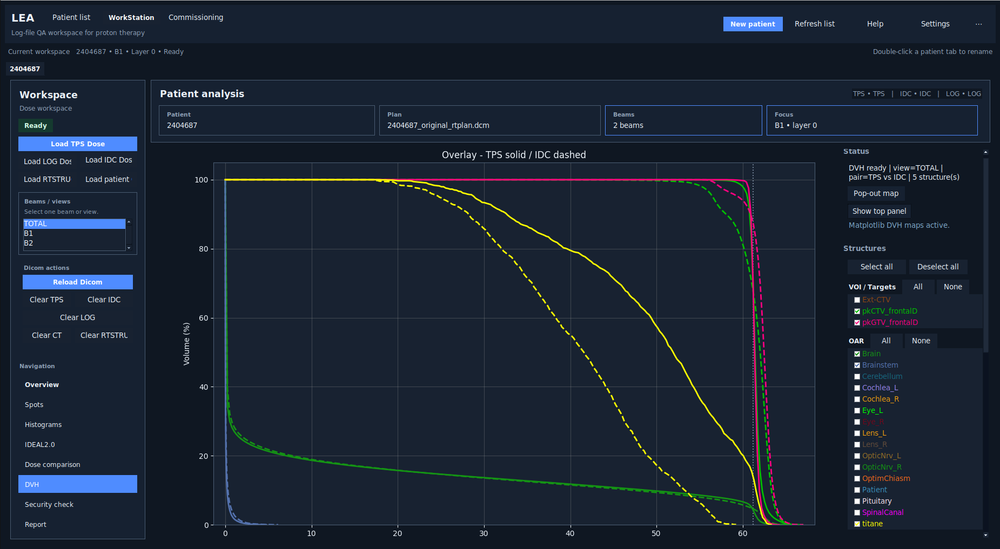 LEA
Patient list
WorkStation
Commissioning
New patient
Refresh list
Help
Settings
...
Log-file QA workspace for proton therapy
Current workspace 2404687 • B1 • Layer 0 • Ready
Double-click a patient tab to rename
2404687
Workspace
Dose workspace
Ready
Load TPS Dose
Load LOG Dos
Load IDC Dos
Load RTSTRU
Load patient
Beams / views
Select one beam or view.
TOTAL
B1
B2
Dicom actions
Reload Dicom
Clear TPS
Clear IDC
Clear LOG
Clear CT
Clear RTSTRU
Navigation
Overview
Spots
Histograms
IDEAL2.0
Dose comparison
DVH
Security check
Report
Patient analysis
TPS • TPS | IDC • IDC | LOG • LOG
Patient
2404687
Plan
2404687_original_rtplan.dcm
Beams
2 beams
Focus
B1 • layer 0
Overlay - TPS solid / IDC dashed
100
80
60
40
20
0
Volume (%)
0
10
20
30
40
50
60
Status
DVH ready | view=TOTAL |
pair=TPS vs IDC | 5 structure(s)
Pop-out map
Show top panel
Matplotlib DVH maps active.
Structures
Select all
Deselect all
VOI / Targets
All
None
Ext-CTV
pkCTV_frontalD
pkGTV_frontalD
OAR
All
None
Brain
Brainstem
Cerebellum
Cochlea_L
Cochlea_R
Eye_L
Eye_R
Lens_L
Lens_R
OpticNrv_L
OpticNrv_R
OptimChiasm
Patient
Pituitary
SpinalCanal
titane